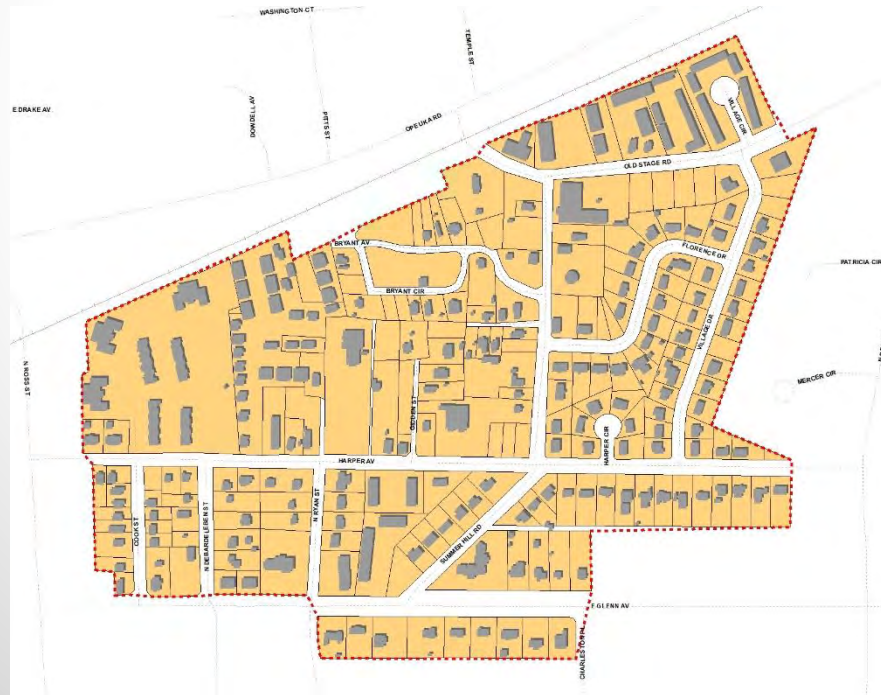 WASHINGTON CT
TEMPLE ST
E DRAKE AV
DOWDELL AV
PITTS ST
OPELIKA RD
VILLAGE CIR
OLD STAGE RD
BRYANT AV
FLORENCE DR
PATRICIA CIR
BRYANT CIR
VILLAGE DR
N ROSS ST
MERCER CIR
HARPER CIR
HARPER AV
COOK ST
N DEBARDELEBEN ST
N RYAN ST
SUMMER HILL RD
E GLENN AV